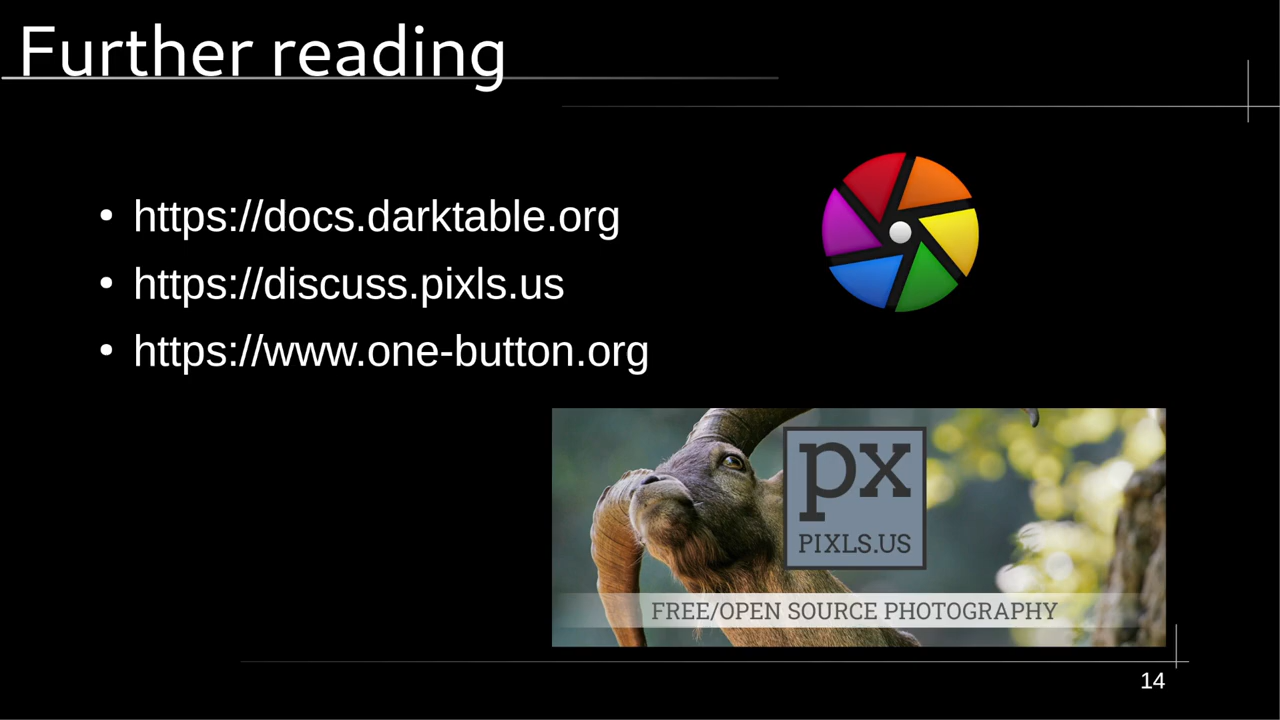 Further reading
https://docs.darktable.org
https://discuss.pixls.us
https://www.one-button.org
px
PIXLS.US
FREE/OPEN SOURCE PHOTOGRAPHY
14